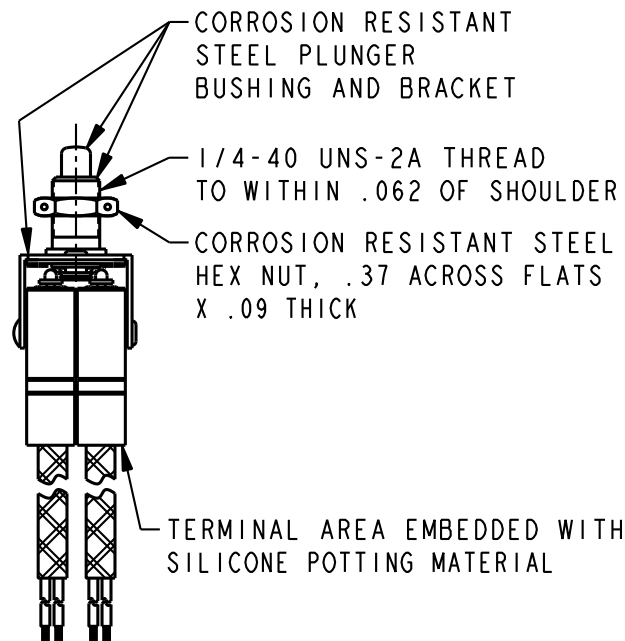 CORROSION RESISTANT
STEEL PLUNGER
BUSHING AND BRACKET
1/4-40 UNS-2A THREAD
TO WITHIN .062 OF SHOULDER
CORROSION RESISTANT STEEL
HEX NUT, .37 ACROSS FLATS
X .09 THICK
TERMINAL AREA EMBEDDED WITH
SILICONE POTTING MATERIAL